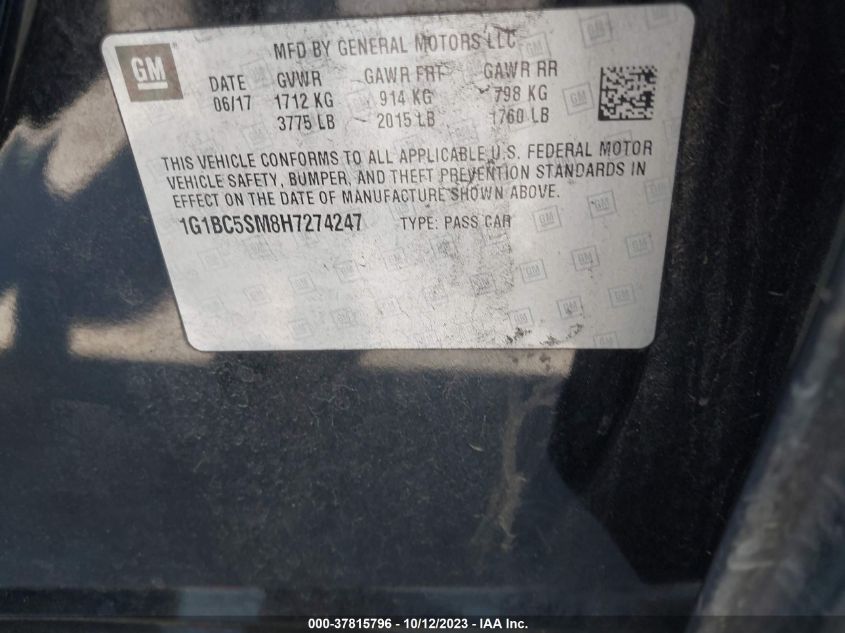 GM
MFD BY GENERAL MOTORS LLC
DATE GVWR GAWR FRT GAWR RR
06/17 1712 KG 914 KG 798 KG
3775 LB 2015 LB 1760 LB
THIS VEHICLE CONFORMS TO ALL APPLICABLE U.S. FEDERAL MOTOR
VEHICLE SAFETY, BUMPER, AND THEFT PREVENTION STANDARDS IN
EFFECT ON THE DATE OF MANUFACTURE SHOWN ABOVE.
1G1BC5SM8H7274247 TYPE: PASS CAR
000-37815796 - 10/12/2023 - IAA Inc.